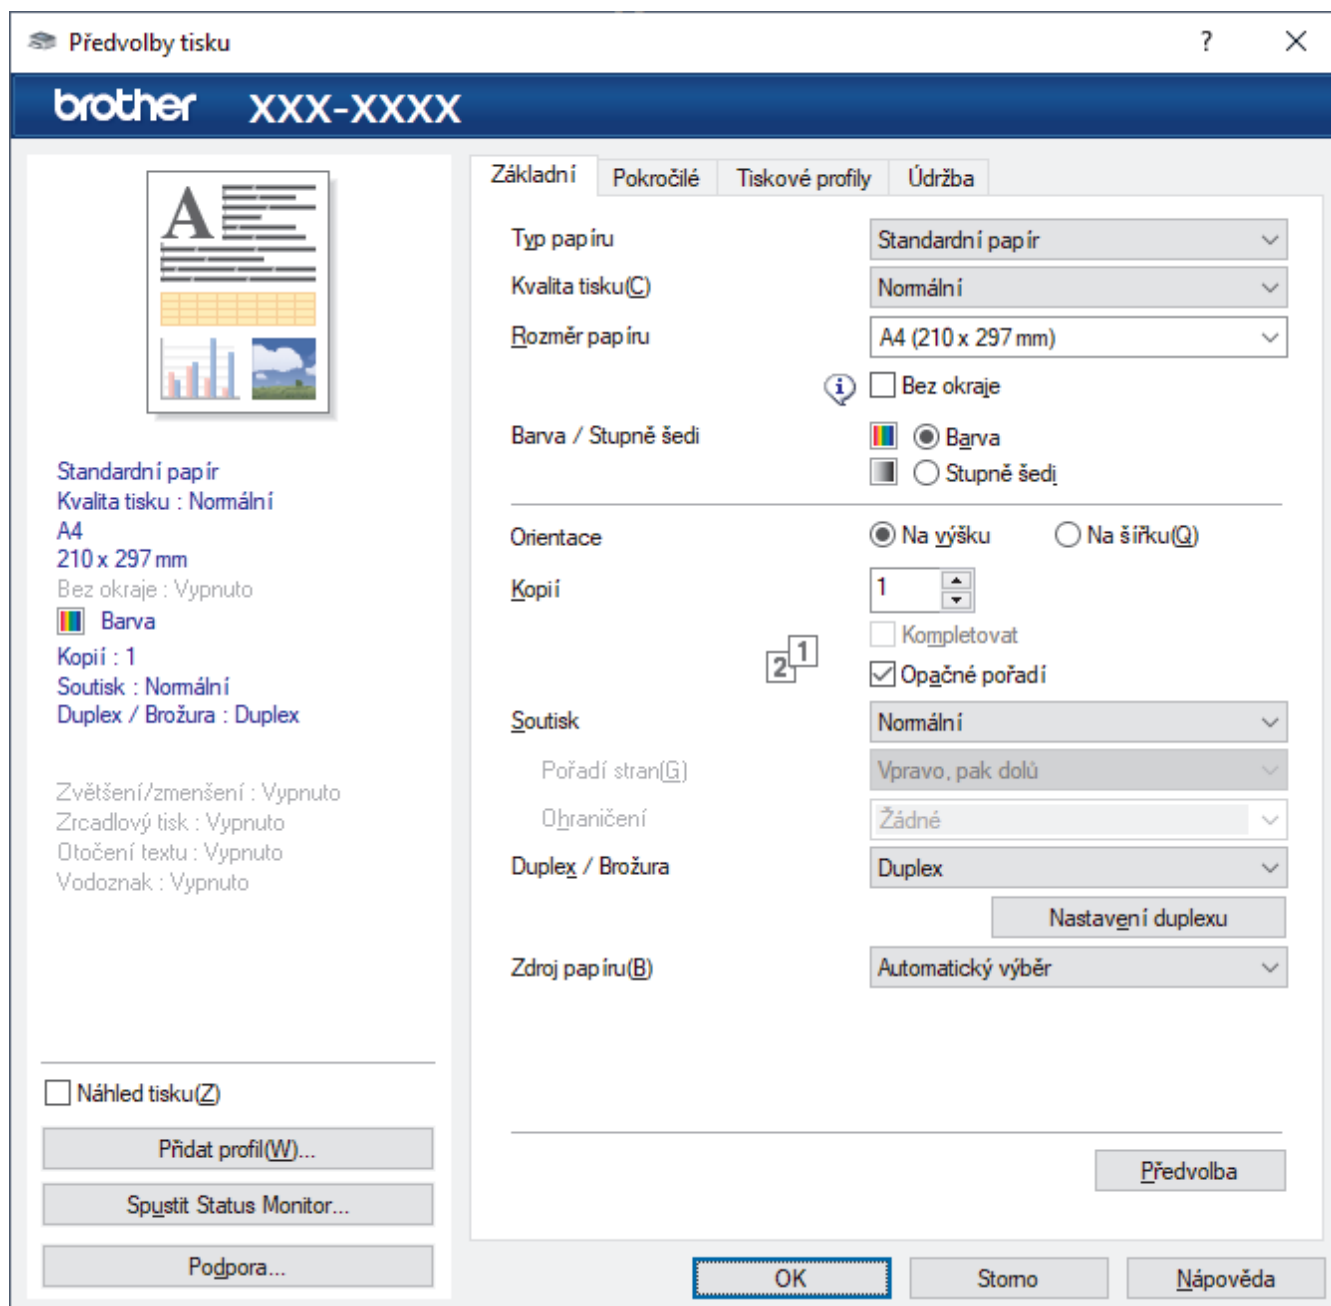 Předvolby tisku
?
brother XXX-XXXX
A
Standardní papír
Kvalita tisku : Normální
A4
210 x 297 mm
Bez okraje : Vypnuto
Barva
Kopií : 1
Soutisk : Normální
Duplex / Brožura : Duplex
Zvětšení/zmenšení : Vypnuto
Zrcadlový tisk : Vypnuto
Otočení textu : Vypnuto
Vodoznak : Vypnuto
Náhled tisku(Z)
Přidat profil(W)...
Spustit Status Monitor...
Podpora...
Základní Pokročilé Tiskové profily Údržba
Typ papíru Standardní papír
Kvalita tisku(C) Normální
Rozměr papíru A4 (210 x 297 mm)
i Bez okraje
Barva / Stupně šedi Barva
Stupně šedi
Orientace Na výšku Na šířku(Q)
Kopií 1
Kompletovat
2 1 Opačné pořadí
Soutisk Normální
Pořadí stran(G) Vpravo, pak dolů
Ohraničení Žádné
Duplex / Brožura Duplex
Nastavení duplexu
Zdroj papíru(B) Automatický výběr
Předvolba
OK Storno Nápověda